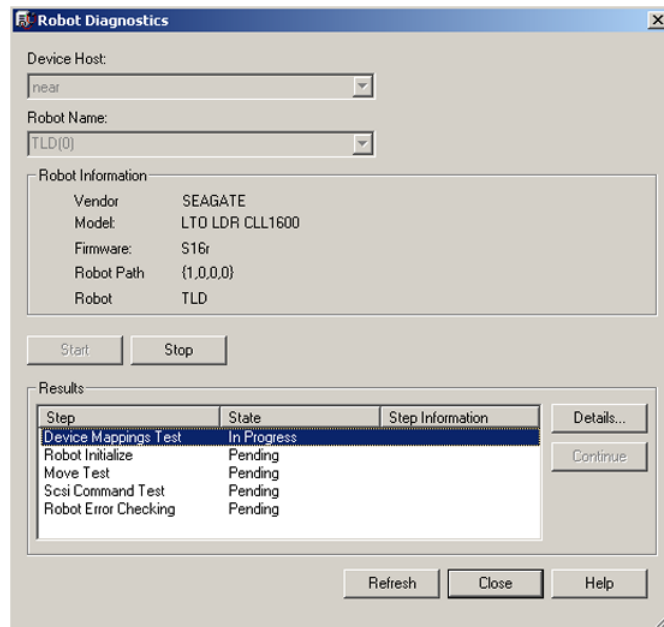 Robot Diagnostics
Device Host:
near
Robot Name:
TLD(0)
Robot Information
Vendor SEAGATE
Model: LTO LDR CLL1600
Firmware: S16r
Robot Path {1,0,0,0}
Robot TLD
Start Stop
Results
Step State Step Information Details...
Device Mappings Test In Progress
Robot Initialize Pending Continue
Move Test Pending
Scsi Command Test Pending
Robot Error Checking Pending
Refresh Close Help